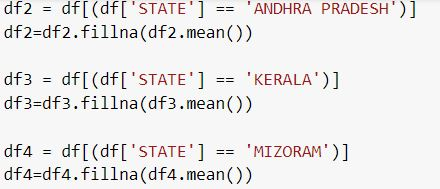 df2 = df[(df['STATE'] == 'ANDHRA PRADESH')]
df2=df2.fillna(df2.mean())
df3 = df[(df['STATE'] == 'KERALA')]
df3=df3.fillna(df3.mean())
df4 = df[(df['STATE'] == 'MIZORAM')]
df4=df4.fillna(df4.mean())